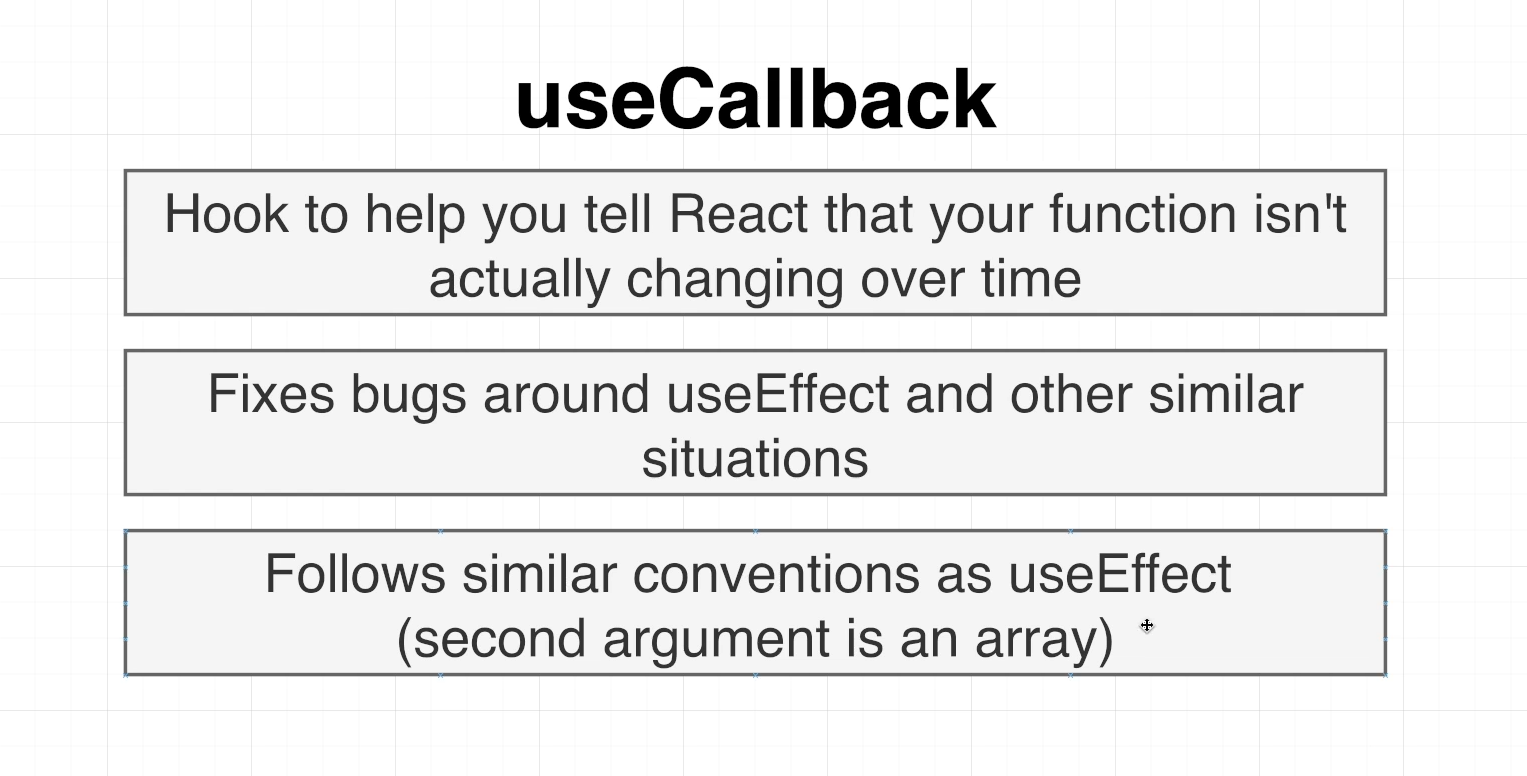 useCallback
Hook to help you tell React that your function isn't
actually changing over time
Fixes bugs around useEffect and other similar
situations
Follows similar conventions as useEffect
(second argument is an array)